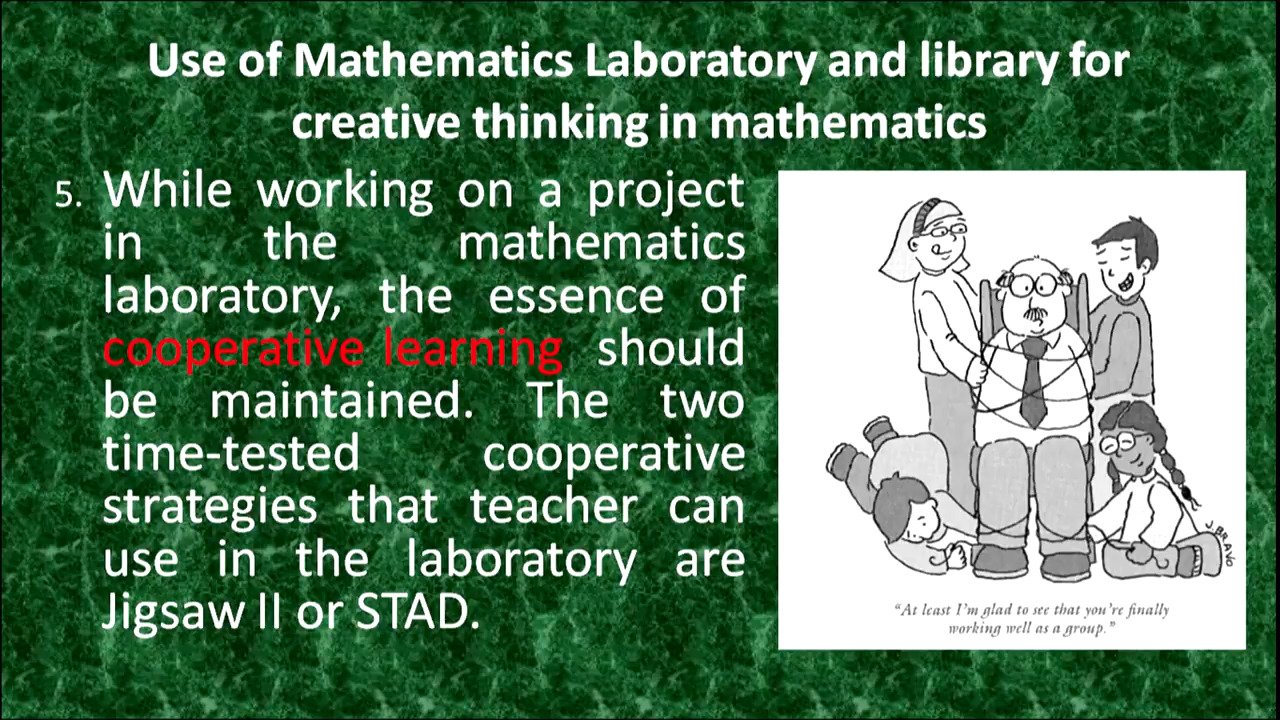 Use of Mathematics Laboratory and library for
creative thinking in mathematics
5. While working on a project
in the mathematics
laboratory, the essence of
cooperative learning should
be maintained. The two
time-tested cooperative
strategies that teacher can
use in the laboratory are
Jigsaw II or STAD.
J. BRAVO
“At least I’m glad to see that you’re finally
working well as a group.”